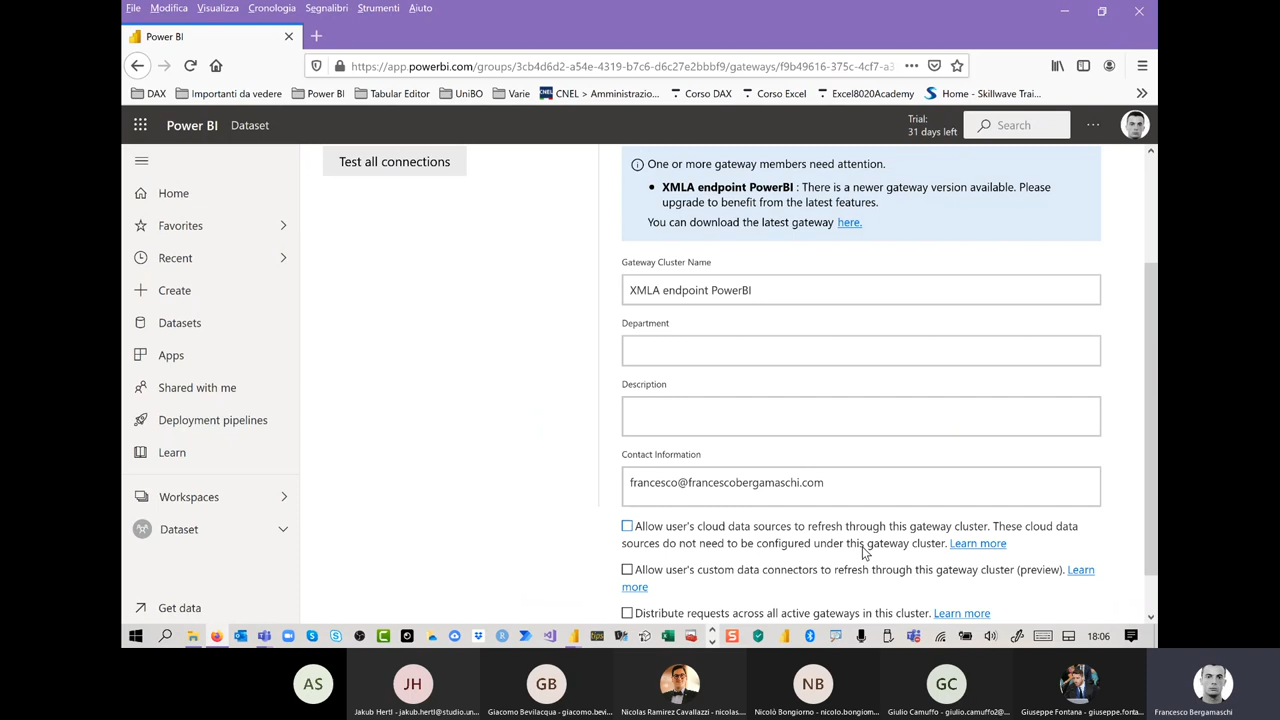 File Modifica Visualizza Cronologia Segnalibri Strumenti Aiuto
Power BI
https://app.powerbi.com/groups/3cb4d6d2-a54e-4319-b7c6-d6c27e2bbbf9/gateways/f9b49616-375c-4cf7-a3
DAX Importanti da vedere Power BI Tabular Editor UniBO Varie CNEL > Amministrazio... Corso DAX Corso Excel Excel8020Academy Home - Skillwave Trai...
Power BI Dataset
Trial:
31 days left
Search
Test all connections
Home
Favorites
Recent
Create
Datasets
Apps
Shared with me
Deployment pipelines
Learn
Workspaces
Dataset
Get data
One or more gateway members need attention.
XMLA endpoint PowerBI : There is a newer gateway version available. Please
upgrade to benefit from the latest features.
You can download the latest gateway here.
Gateway Cluster Name
XMLA endpoint PowerBI
Department
Description
Contact Information
francesco@francescobergamaschi.com
Allow user's cloud data sources to refresh through this gateway cluster. These cloud data
sources do not need to be configured under this gateway cluster. Learn more
Allow user's custom data connectors to refresh through this gateway cluster (preview). Learn
more
Distribute requests across all active gateways in this cluster. Learn more
18:06
AS JH GB NB GC
Jakub Hertl - jakub.hertl@studio.un... Giacomo Bevilacqua - giacomo.bevi... Nicolas Ramirez Cavallazzi - nicolas... Nicolò Bongiorno - nicolo.bongiorn... Giulio Camuffo - giulio.camuffo2@... Giuseppe Fontana - giuseppe.fonta... Francesco Bergamaschi